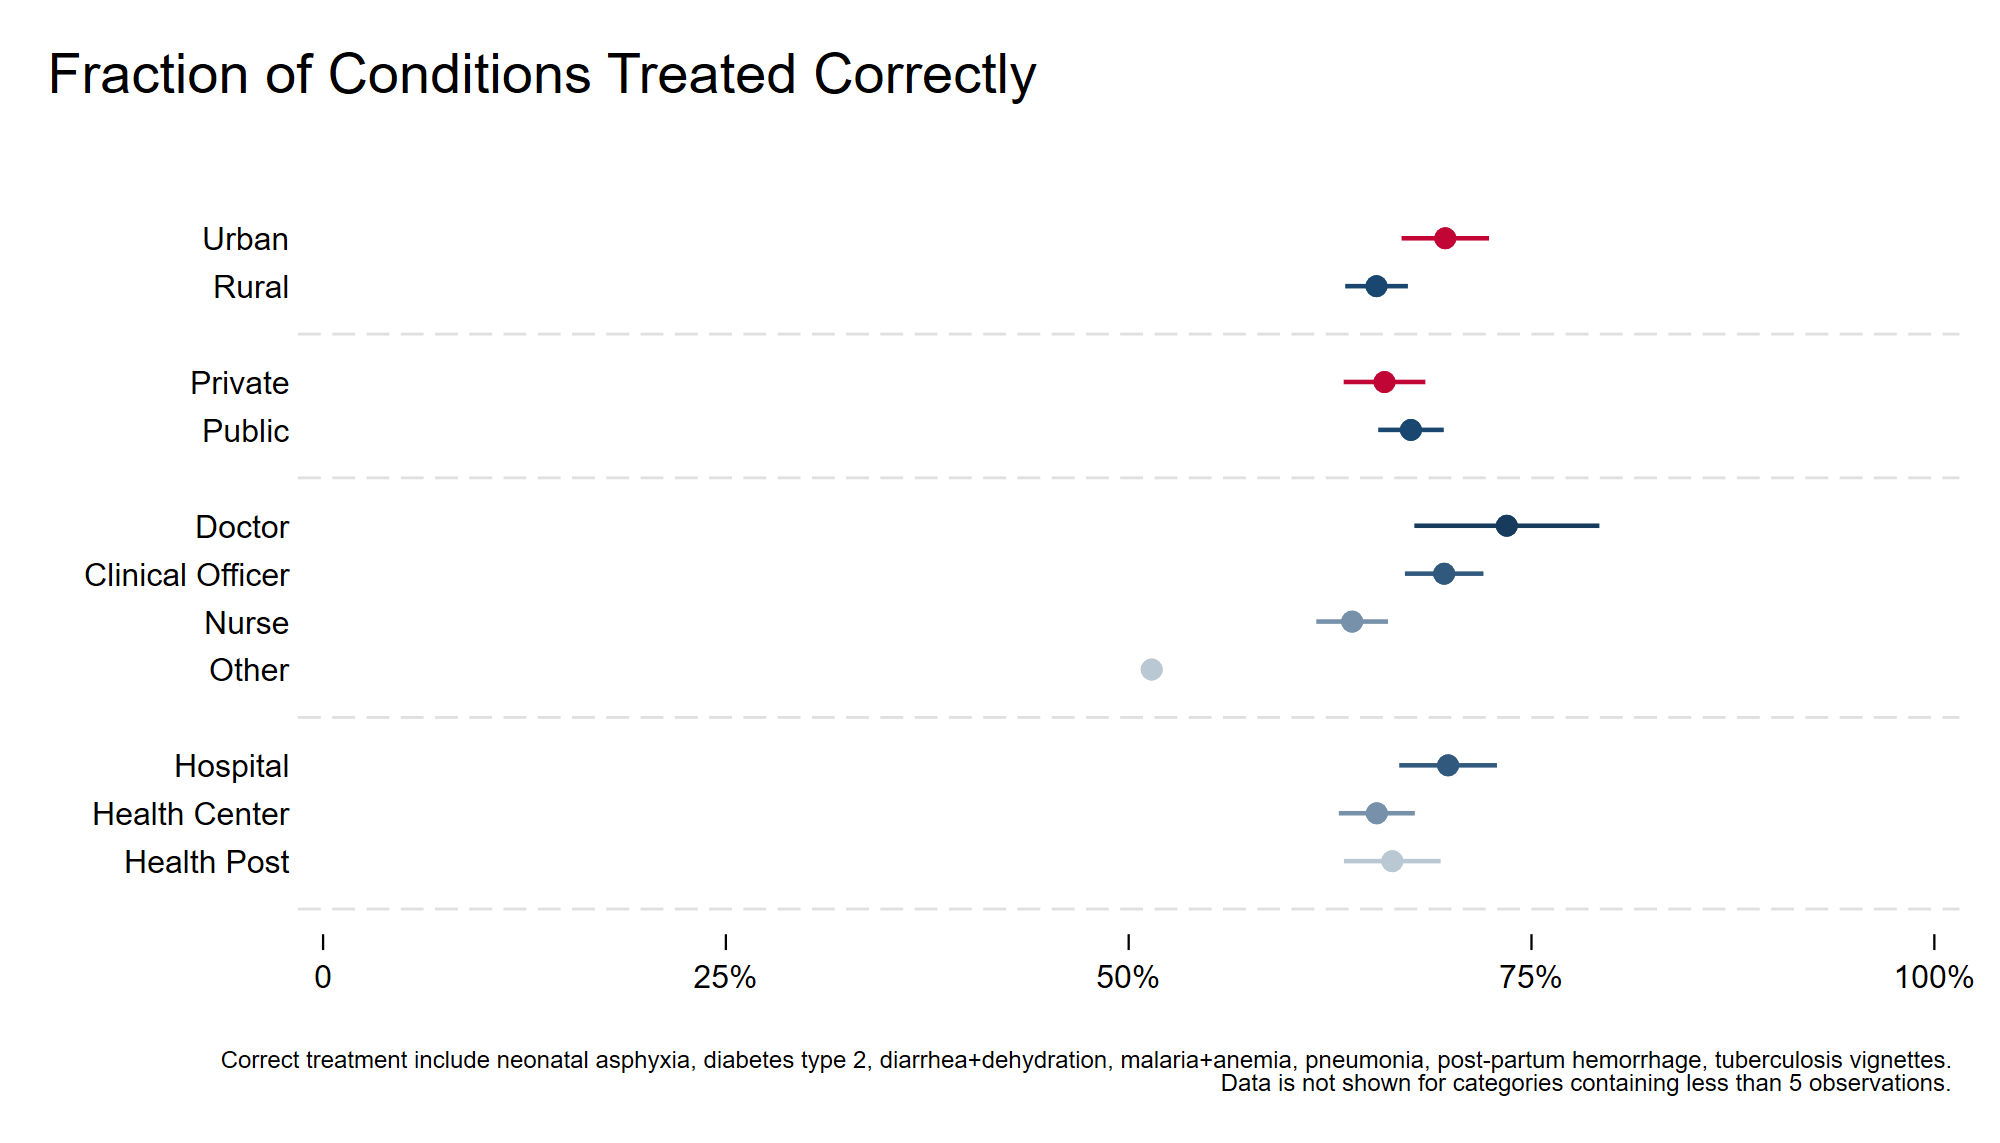 Fraction of Conditions Treated Correctly
Urban
Rural
Private
Public
Doctor
Clinical Officer
Nurse
Other
Hospital
Health Center
Health Post
0 25% 50% 75% 100%
Correct treatment include neonatal asphyxia, diabetes type 2, diarrhea+dehydration, malaria+anemia, pneumonia, post-partum hemorrhage, tuberculosis vignettes.
Data is not shown for categories containing less than 5 observations.